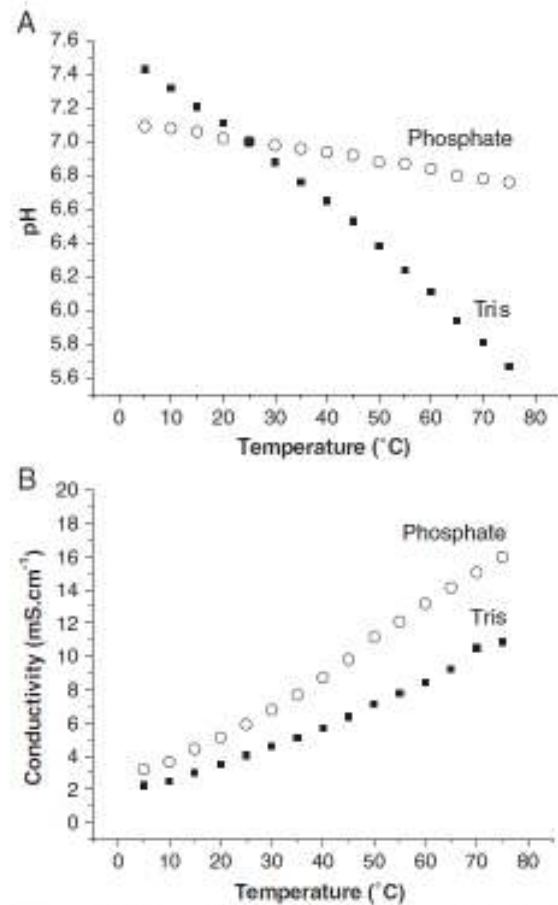 A
7.6
7.4
7.2
7.0
6.8
6.6
6.4
6.2
6.0
5.8
5.6
pH
Phosphate
Tris
0 10 20 30 40 50 60 70 80
Temperature (°C)
B
20
18
16
14
12
10
8
6
4
2
0
Conductivity (mS.cm⁻¹)
Phosphate
Tris
0 10 20 30 40 50 60 70 80
Temperature (°C)